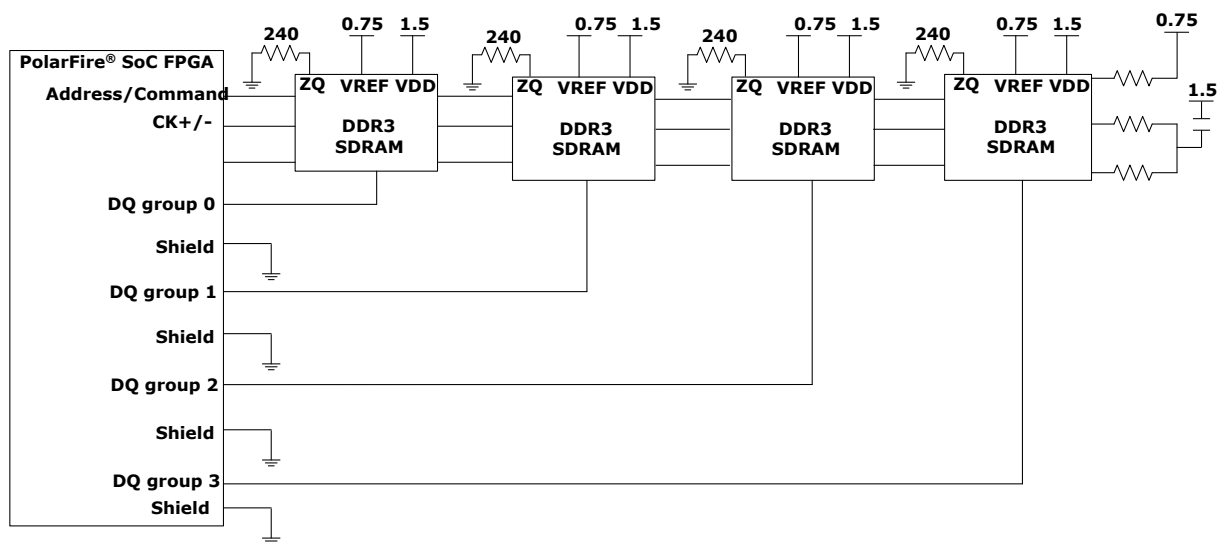 0.75 1.5 0.75 1.5 0.75 1.5 0.75 1.5 0.75
240 240 240 240
PolarFire® SoC FPGA
ZQ VREF VDD ZQ VREF VDD ZQ VREF VDD ZQ VREF VDD
Address/Command
1.5
CK+/-
DDR3
SDRAM
DDR3
SDRAM
DDR3
SDRAM
DDR3
SDRAM
DQ group 0
Shield
DQ group 1
Shield
DQ group 2
Shield
DQ group 3
Shield